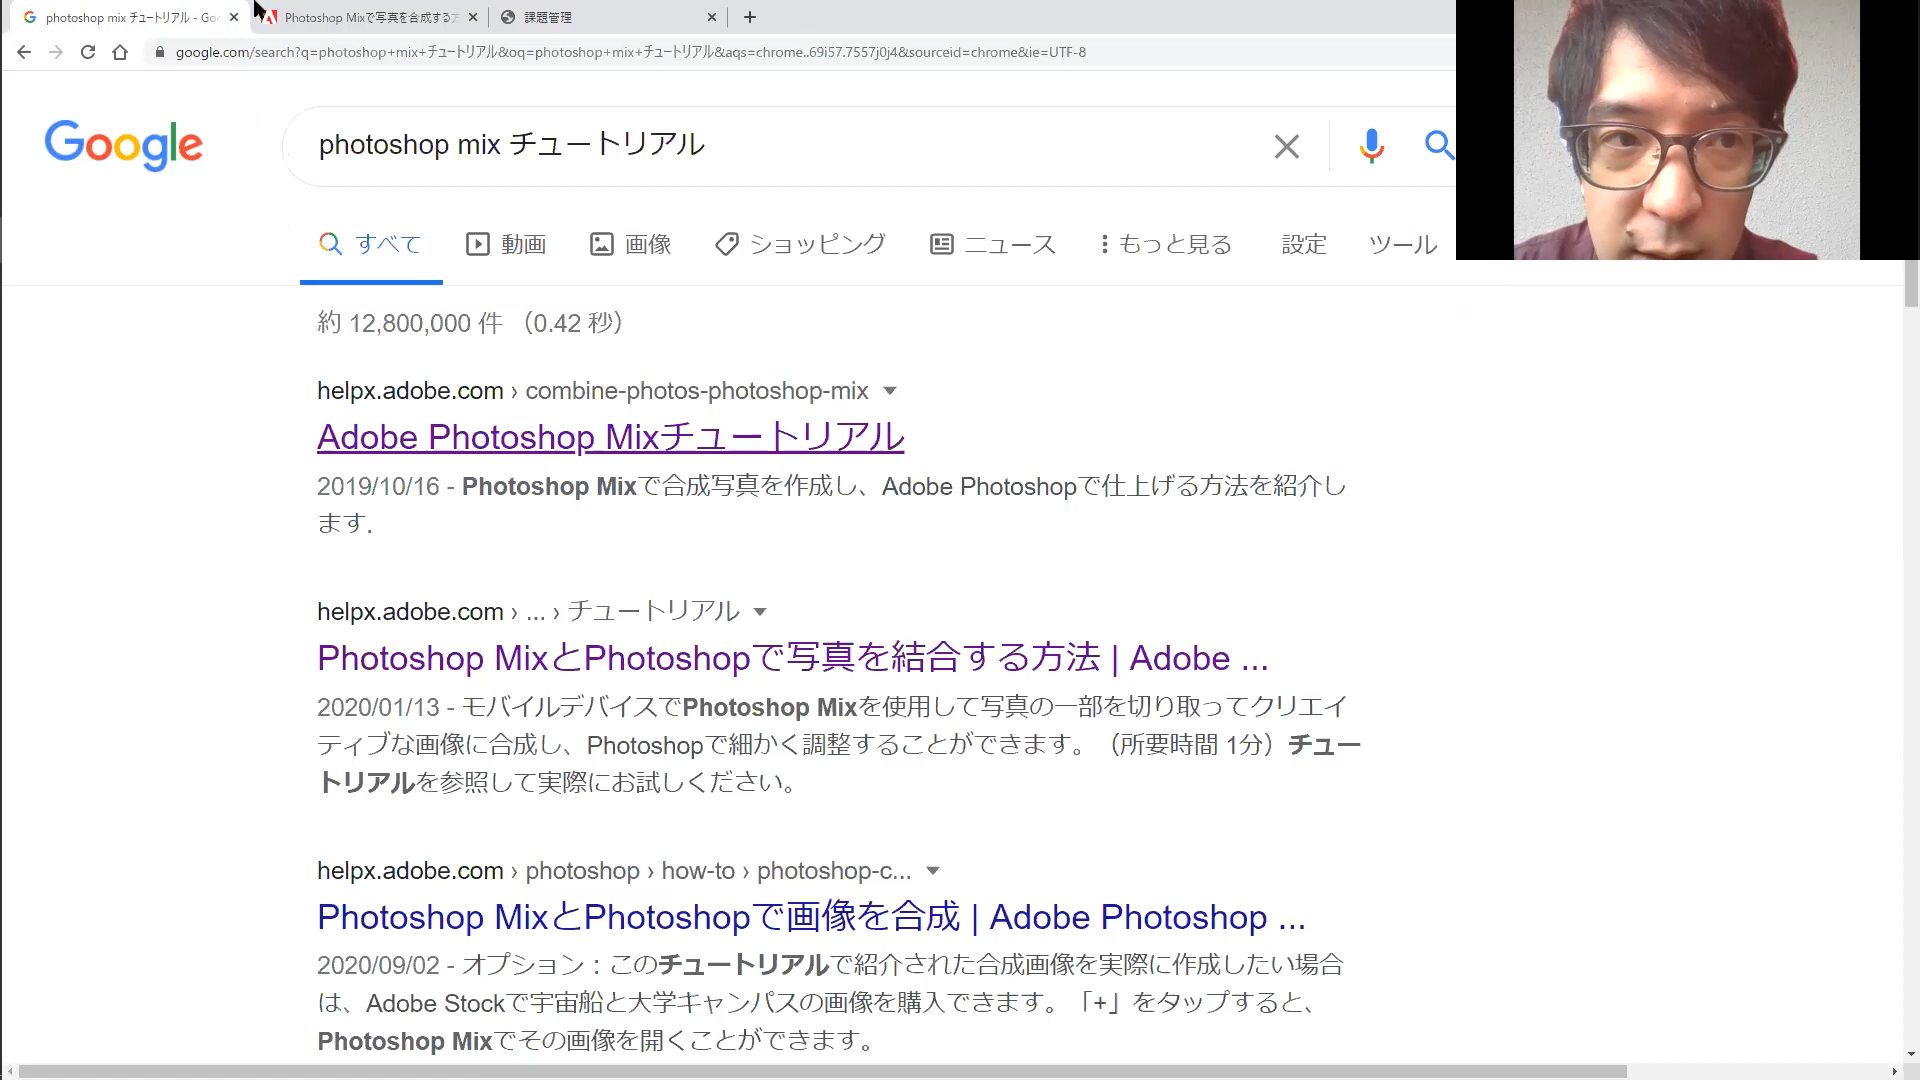 photoshop mix チュートリアル - Goo
Photoshop Mixで写真を合成する方
課題管理
google.com/search?q=photoshop+mix+チュートリアル&oq=photoshop+mix+チュートリアル&aqs=chrome..69i57.7557j0j4&sourceid=chrome&ie=UTF-8
Google
photoshop mix チュートリアル
すべて 動画 画像 ショッピング ニュース もっと見る 設定 ツール
約 12,800,000 件 （0.42 秒）
helpx.adobe.com › combine-photos-photoshop-mix
Adobe Photoshop Mixチュートリアル
2019/10/16 - Photoshop Mixで合成写真を作成し、Adobe Photoshopで仕上げる方法を紹介し
ます.
helpx.adobe.com › ... › チュートリアル
Photoshop MixとPhotoshopで写真を結合する方法 | Adobe ...
2020/01/13 - モバイルデバイスでPhotoshop Mixを使用して写真の一部を切り取ってクリエイ
ティブな画像に合成し、Photoshopで細かく調整することができます。（所要時間 1分）チュー
トリアルを参照して実際にお試しください。
helpx.adobe.com › photoshop › how-to › photoshop-c...
Photoshop MixとPhotoshopで画像を合成 | Adobe Photoshop ...
2020/09/02 - オプション：このチュートリアルで紹介された合成画像を実際に作成したい場合
は、Adobe Stockで宇宙船と大学キャンパスの画像を購入できます。「+」をタップすると、
Photoshop Mixでその画像を開くことができます。